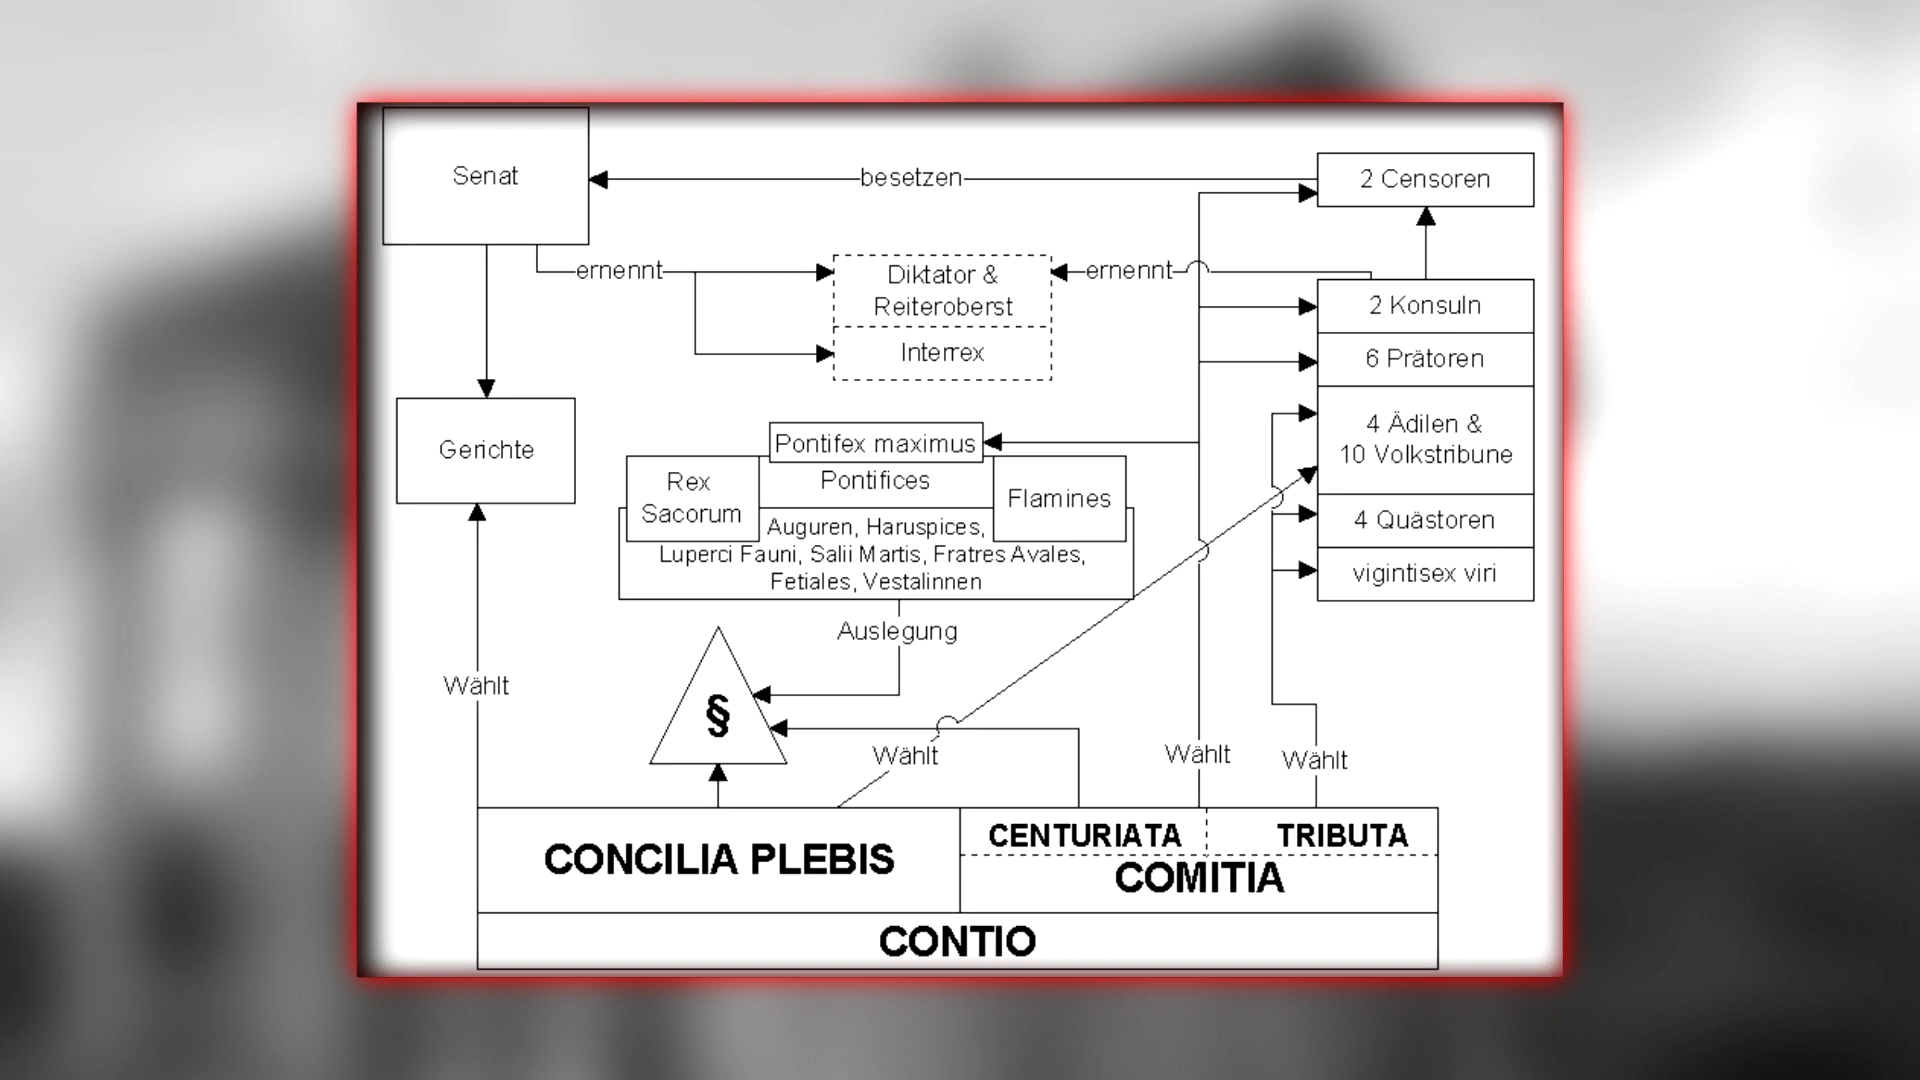 Senat
besetzen
2 Censoren
ernennt
Diktator &
Reiteroberst
ernennt
2 Konsuln
Interrex
6 Prätoren
Gerichte
Pontifex maximus
4 Ädilen &
10 Volkstribune
Rex
Sacorum
Pontifices
Flamines
Auguren, Haruspices,
Luperci Fauni, Salii Martis, Fratres Avales,
Fetiales, Vestalinnen
4 Quästoren
vigintisex viri
Auslegung
Wählt
§
Wählt
Wählt
Wählt
CONCILIA PLEBIS
CENTURIATA
TRIBUTA
COMITIA
CONTIO